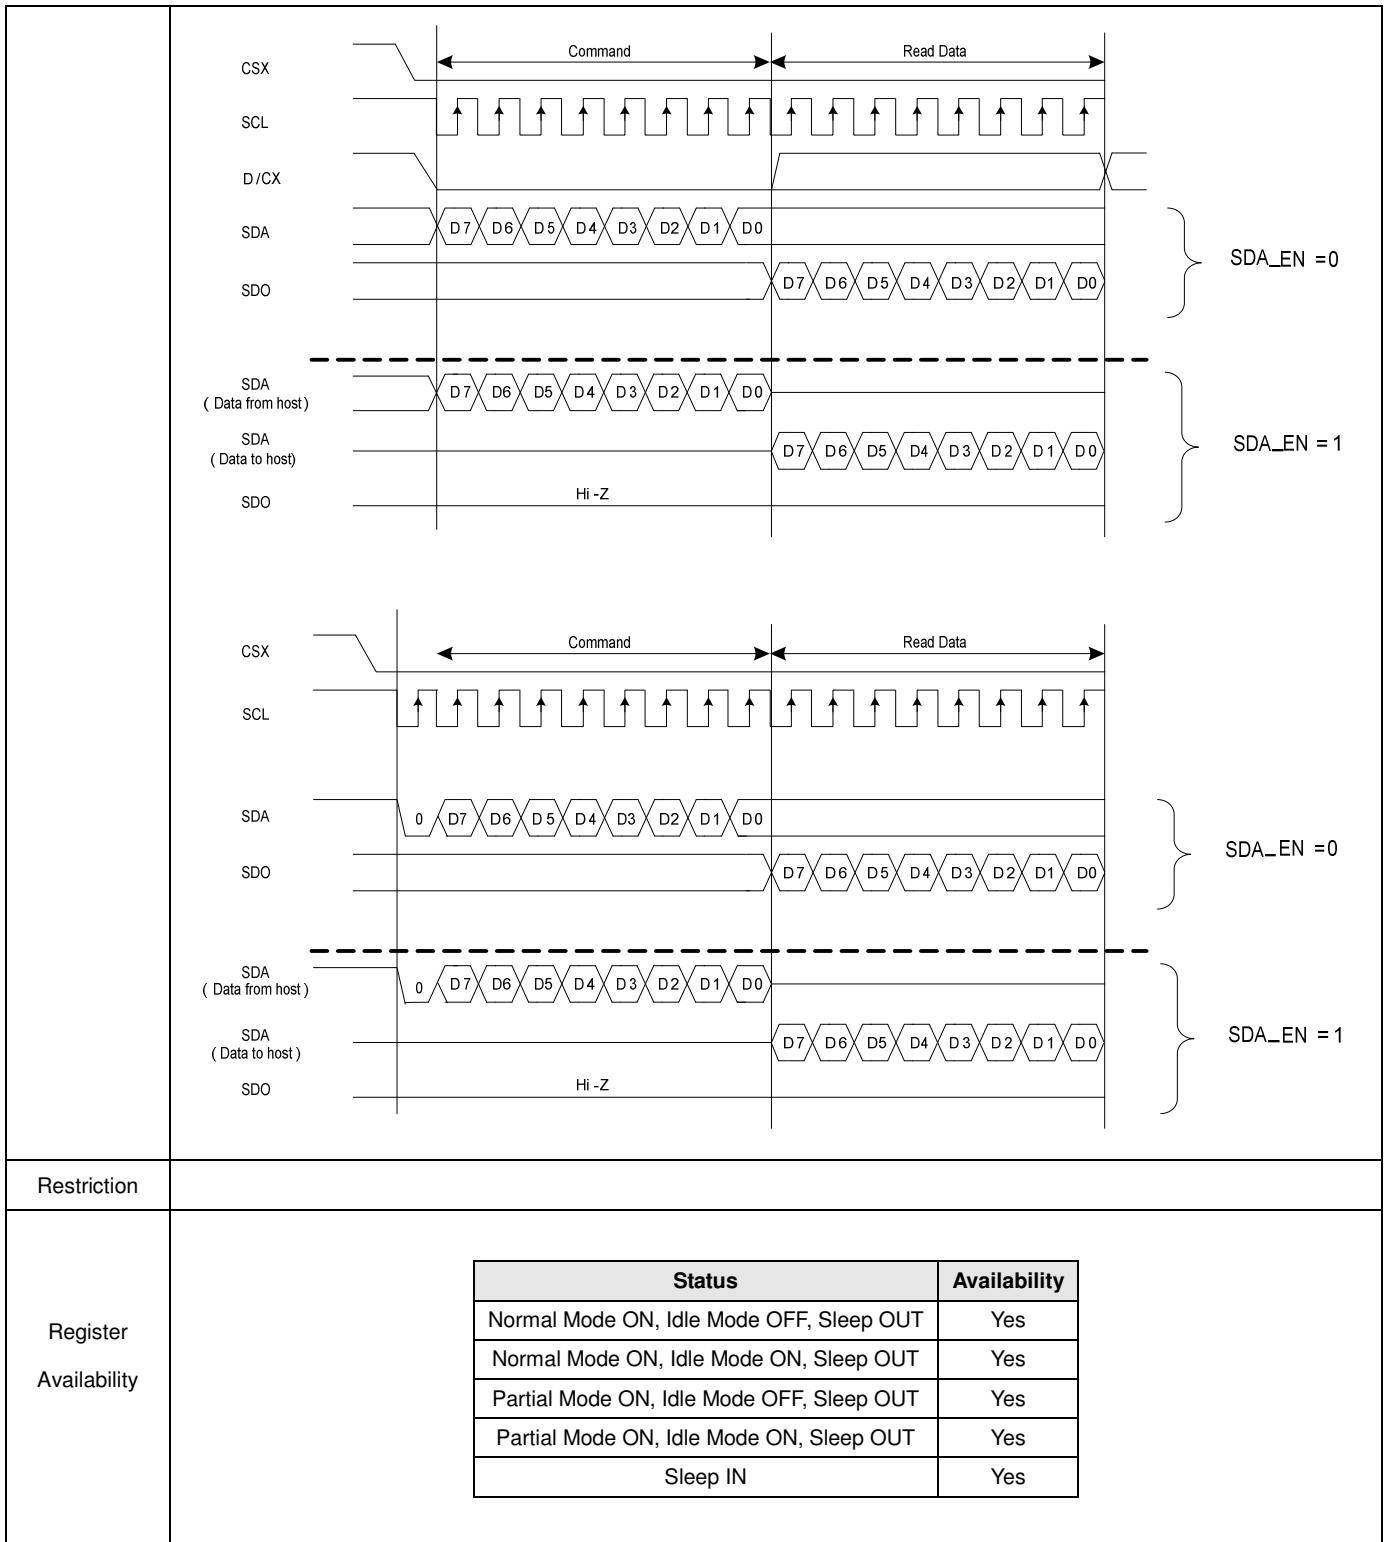 Command Read Data
CSX
SCL
D/CX
SDA D7 D6 D5 D4 D3 D2 D1 D0
SDA_EN =0
SDO D7 D6 D5 D4 D3 D2 D1 D0
SDA
( Data from host ) D7 D6 D5 D4 D3 D2 D1 D0
SDA
( Data to host) D7 D6 D5 D4 D3 D2 D1 D0
SDA_EN = 1
SDO Hi -Z
Command Read Data
CSX
SCL
SDA 0 D7 D6 D5 D4 D3 D2 D1 D0
SDA_EN =0
SDO D7 D6 D5 D4 D3 D2 D1 D0
SDA
( Data from host ) 0 D7 D6 D5 D4 D3 D2 D1 D0
SDA
( Data to host ) D7 D6 D5 D4 D3 D2 D1 D0
SDA_EN = 1
SDO Hi -Z
Restriction
Register
Availability
Status Availability
Normal Mode ON, Idle Mode OFF, Sleep OUT Yes
Normal Mode ON, Idle Mode ON, Sleep OUT Yes
Partial Mode ON, Idle Mode OFF, Sleep OUT Yes
Partial Mode ON, Idle Mode ON, Sleep OUT Yes
Sleep IN Yes